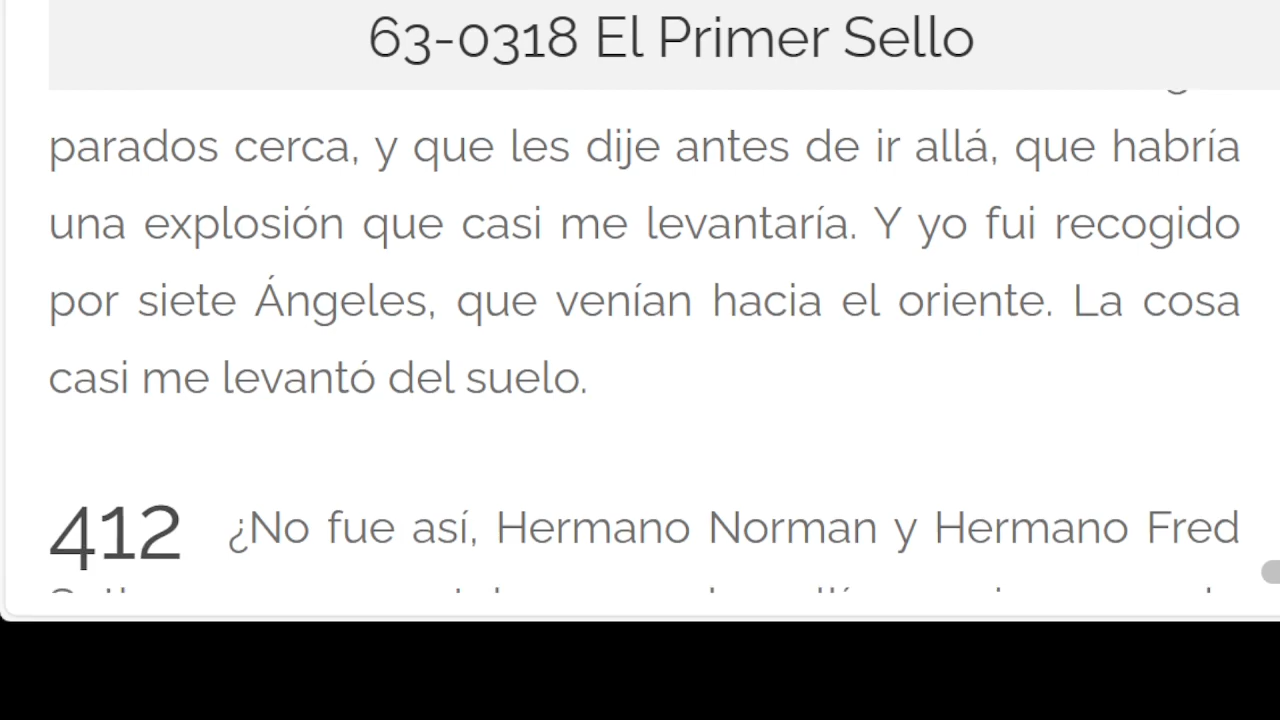 63-0318 El Primer Sello
parados cerca, y que les dije antes de ir allá, que habría
una explosión que casi me levantaría. Y yo fui recogido
por siete Ángeles, que venían hacia el oriente. La cosa
casi me levantó del suelo.
412 ¿No fue así, Hermano Norman y Hermano Fred